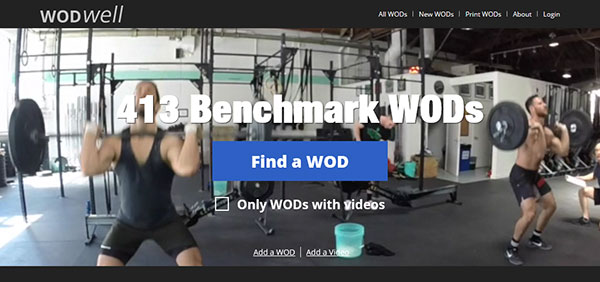 WODwell
All WODs | New WODs | Print WODs | About | Login
413 Benchmark WODs
Find a WOD
Only WODs with videos
Add a WOD | Add a Video